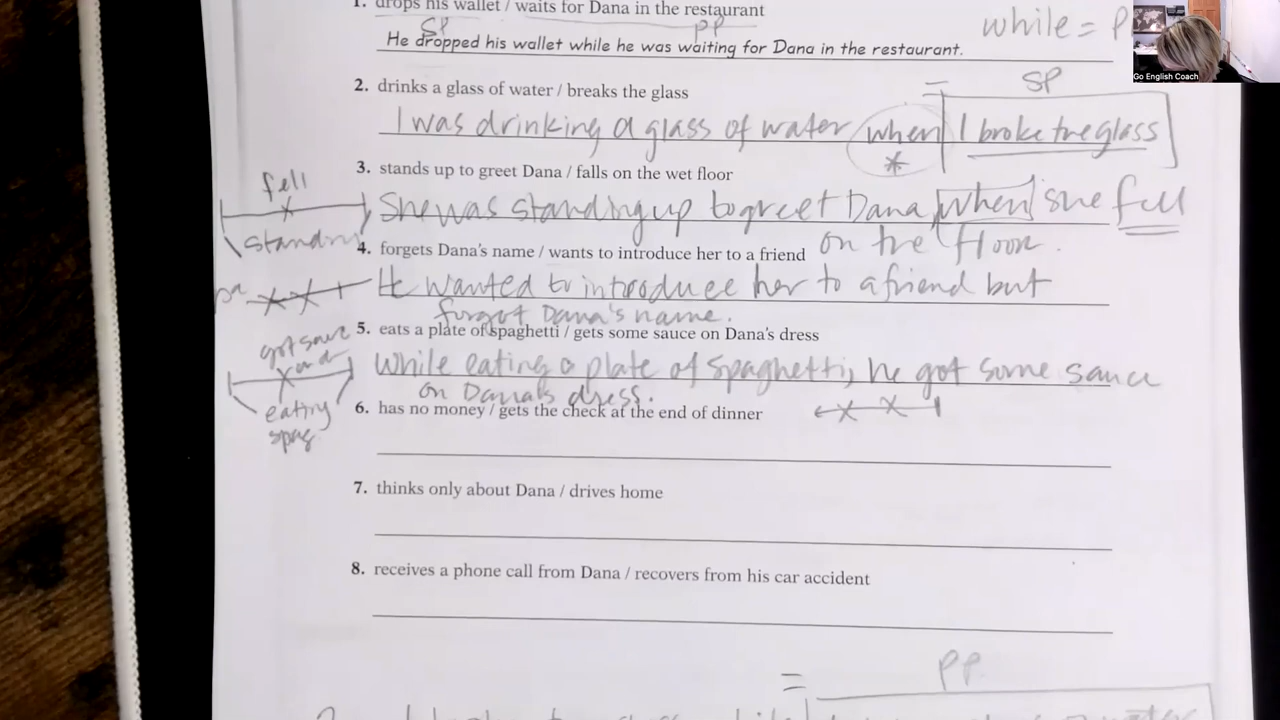 1. drops his wallet / waits for Dana in the restaurant
SP PP
while = P
Go English Coach
He dropped his wallet while he was waiting for Dana in the restaurant.
2. drinks a glass of water / breaks the glass
= SP
I was drinking a glass of water when I broke the glass
*
3. stands up to greet Dana / falls on the wet floor
fell
She was standing up to greet Dana, when she fell
standing
on the floor.
4. forgets Dana's name / wants to introduce her to a friend
He wanted to introduce her to a friend but
forgot Dana's name.
5. eats a plate of spaghetti / gets some sauce on Dana's dress
got sauce
While eating a plate of spaghetti, he got some sauce
on Dana's dress.
eating
spag
6. has no money / gets the check at the end of dinner
7. thinks only about Dana / drives home
8. receives a phone call from Dana / recovers from his car accident
= PP